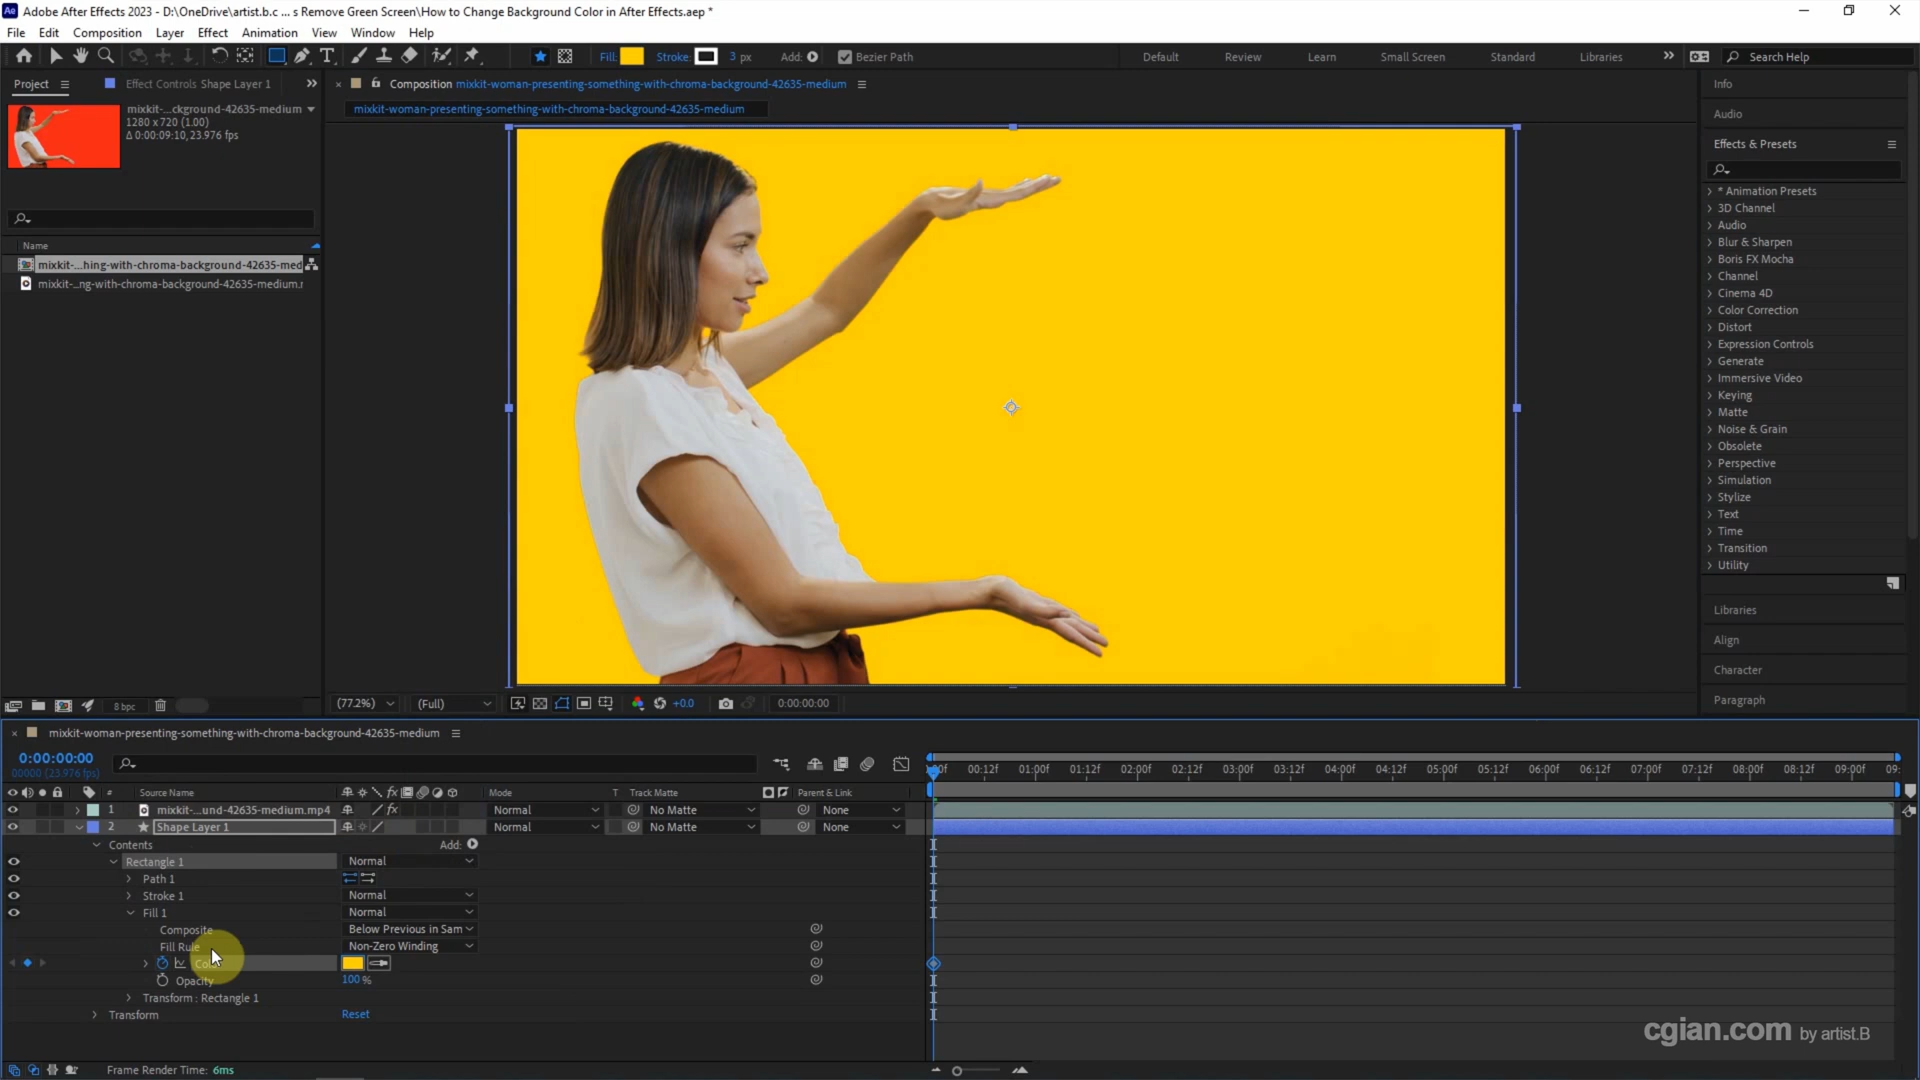 Adobe After Effects 2023 - D:\OneDrive\artist.b.c ... s Remove Green Screen\How to Change Background Color in After Effects.aep *
File Edit Composition Layer Effect Animation View Window Help
Fill: Stroke: 3 px Add: Bezier Path Default Review Learn Small Screen Standard Libraries Search Help
Project Effect Controls Shape Layer 1
mixkit-...ckground-42635-medium
1280 x 720 (1.00)
Δ 0:00:09:10, 23.976 fps
Name
mixkit-...hing-with-chroma-background-42635-med
mixkit-...ng-with-chroma-background-42635-medium.r
8 bpc
Composition mixkit-woman-presenting-something-with-chroma-background-42635-medium
mixkit-woman-presenting-something-with-chroma-background-42635-medium
(77.2%) (Full) +0.0 0:00:00:00
Info
Audio
Effects & Presets
* Animation Presets
3D Channel
Audio
Blur & Sharpen
Boris FX Mocha
Channel
Cinema 4D
Color Correction
Distort
Expression Controls
Generate
Immersive Video
Keying
Matte
Noise & Grain
Obsolete
Perspective
Simulation
Stylize
Text
Time
Transition
Utility
Libraries
Align
Character
Paragraph
mixkit-woman-presenting-something-with-chroma-background-42635-medium
0:00:00:00
00000 (23.976 fps)
00f 00:12f 01:00f 01:12f 02:00f 02:12f 03:00f 03:12f 04:00f 04:12f 05:00f 05:12f 06:00f 06:12f 07:00f 07:12f 08:00f 08:12f 09:00f 09:
# Source Name Mode T Track Matte Parent & Link
1 mixkit-...und-42635-medium.mp4 fx Normal No Matte None
2 Shape Layer 1 Normal No Matte None
Contents Add:
Rectangle 1 Normal
Path 1
Stroke 1 Normal
Fill 1 Normal
Composite Below Previous in Sam
Fill Rule Non-Zero Winding
Opacity 100 %
Transform : Rectangle 1
Transform Reset
Frame Render Time: 6ms
cgian.com by artist.B